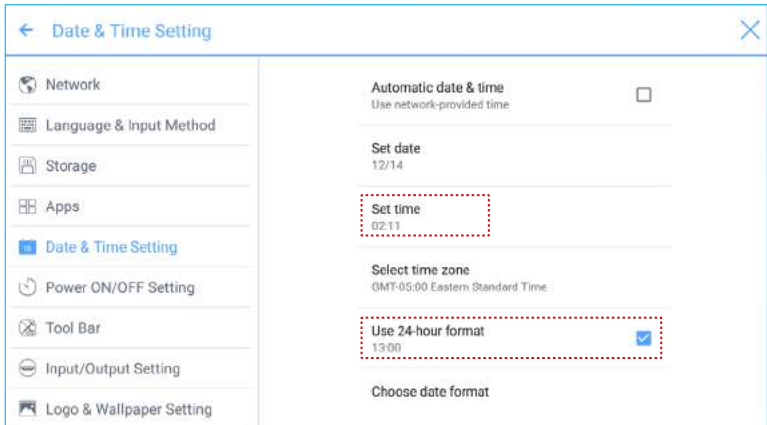 Date & Time Setting
Network
Language & Input Method
Storage
Apps
Date & Time Setting
Power ON/OFF Setting
Tool Bar
Input/Output Setting
Logo & Wallpaper Setting
Automatic date & time
Use network-provided time
Set date
12/14
Set time
02:11
Select time zone
GMT-05:00 Eastern Standard Time
Use 24-hour format
13:00
Choose date format